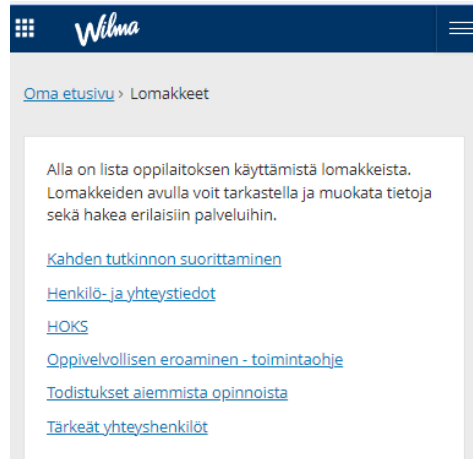 Wilma
Oma etusivu › Lomakkeet
Alla on lista oppilaitoksen käyttämistä lomakkeista.
Lomakkeiden avulla voit tarkastella ja muokata tietoja
sekä hakea erilaisiin palveluihin.
Kahden tutkinnon suorittaminen
Henkilö- ja yhteystiedot
HOKS
Oppivelvollisen eroaminen - toimintaohje
Todistukset aiemmista opinnoista
Tärkeät yhteyshenkilöt